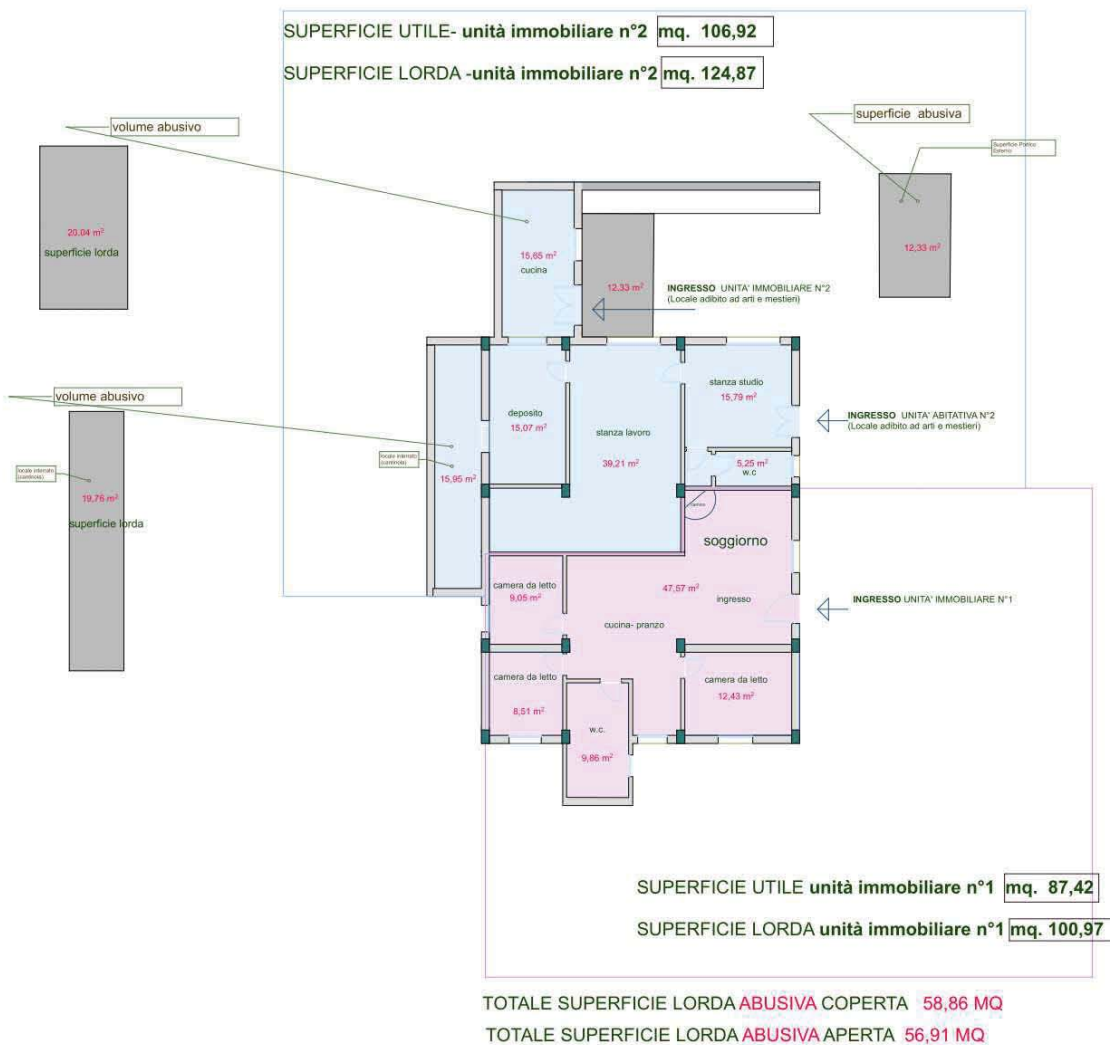 SUPERFICIE UTILE- unità immobiliare n°2 mq. 106,92
SUPERFICIE LORDA -unità immobiliare n°2 mq. 124,87
volume abusivo
superficie abusiva
Superficie Portico
Esterno
20,04 m²
superficie lorda
12,33 m²
15,65 m²
cucina
12,33 m²
INGRESSO UNITA' IMMOBILIARE N°2
(Locale adibito ad arti e mestieri)
volume abusivo
deposito
15,07 m²
stanza lavoro
39,21 m²
stanza studio
15,79 m²
INGRESSO UNITA' ABITATIVA N°2
(Locale adibito ad arti e mestieri)
5,25 m²
w.c
locale interrato
locale interrato
15,95 m²
19,76 m²
superficie lorda
soggiorno
camera da letto
9,05 m²
47,57 m²
ingresso
INGRESSO UNITA' IMMOBILIARE N°1
cucina- pranzo
camera da letto
8,51 m²
camera da letto
12,43 m²
w.c.
9,86 m²
SUPERFICIE UTILE unità immobiliare n°1 mq. 87,42
SUPERFICIE LORDA unità immobiliare n°1 mq. 100,97
TOTALE SUPERFICIE LORDA ABUSIVA COPERTA 58,86 MQ
TOTALE SUPERFICIE LORDA ABUSIVA APERTA 56,91 MQ